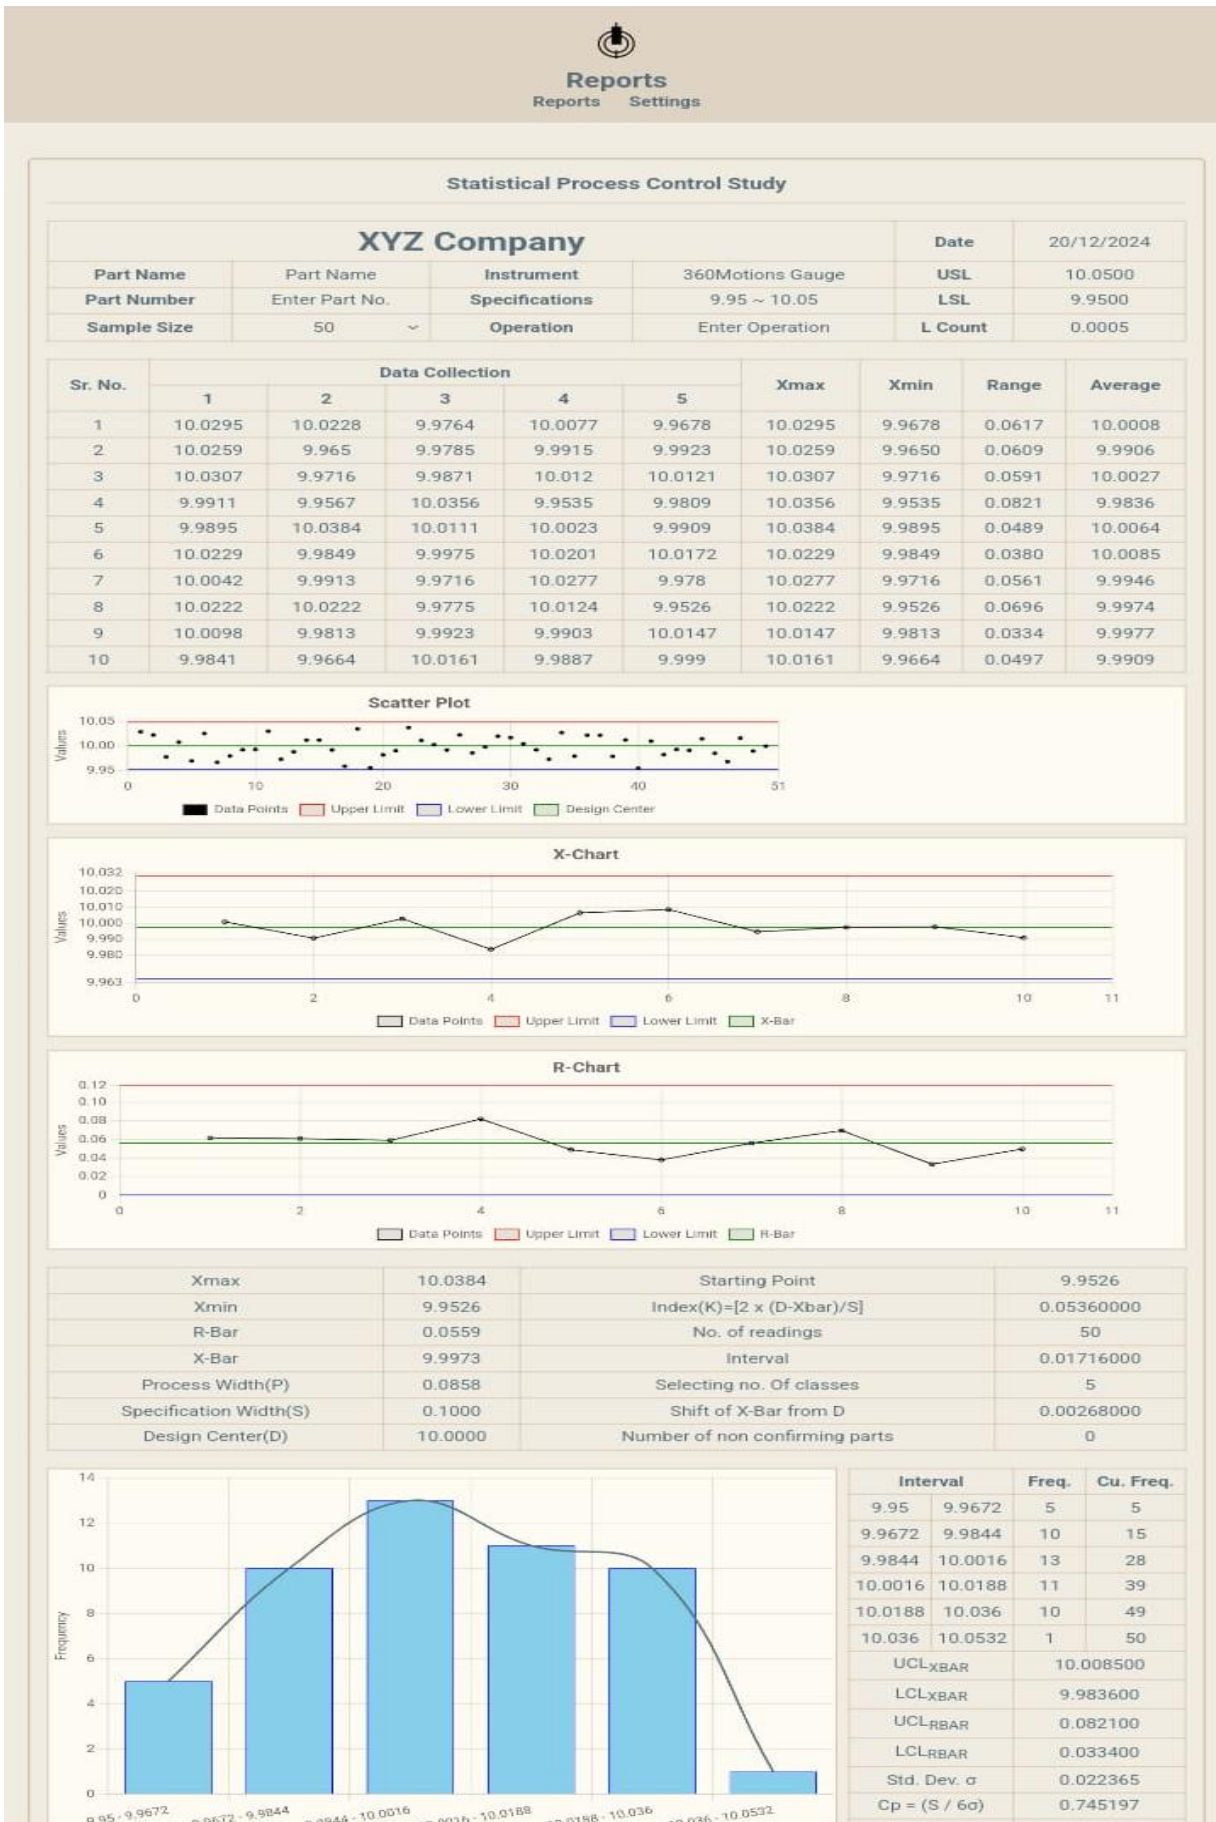 Reports
Reports Settings
Statistical Process Control Study
XYZ Company Date 20/12/2024
Part Name Part Name Instrument 360Motions Gauge USL 10.0500
Part Number Enter Part No. Specifications 9.95 ~ 10.05 LSL 9.9500
Sample Size 50 Operation Enter Operation L Count 0.0005
Sr. No. Data Collection Xmax Xmin Range Average
1 2 3 4 5
1 10.0295 10.0228 9.9764 10.0077 9.9678 10.0295 9.9678 0.0617 10.0008
2 10.0259 9.965 9.9785 9.9915 9.9923 10.0259 9.9650 0.0609 9.9906
3 10.0307 9.9716 9.9871 10.012 10.0121 10.0307 9.9716 0.0591 10.0027
4 9.9911 9.9567 10.0356 9.9535 9.9809 10.0356 9.9535 0.0821 9.9836
5 9.9895 10.0384 10.0111 10.0023 9.9909 10.0384 9.9895 0.0489 10.0064
6 10.0229 9.9849 9.9975 10.0201 10.0172 10.0229 9.9849 0.0380 10.0085
7 10.0042 9.9913 9.9716 10.0277 9.978 10.0277 9.9716 0.0561 9.9946
8 10.0222 10.0222 9.9775 10.0124 9.9526 10.0222 9.9526 0.0696 9.9974
9 10.0098 9.9813 9.9923 9.9903 10.0147 10.0147 9.9813 0.0334 9.9977
10 9.9841 9.9664 10.0161 9.9887 9.999 10.0161 9.9664 0.0497 9.9909
Scatter Plot
Values
10.05
10.00
9.95
0 10 20 30 40 51
Data Points Upper Limit Lower Limit Design Center
X-Chart
Values
10.032
10.020
10.010
10.000
9.990
9.980
9.963
0 2 4 6 8 10 11
Data Points Upper Limit Lower Limit X-Bar
R-Chart
Values
0.12
0.10
0.08
0.06
0.04
0.02
0
0 2 4 6 8 10 11
Data Points Upper Limit Lower Limit R-Bar
Xmax 10.0384 Starting Point 9.9526
Xmin 9.9526 Index(K)=[2 x (D-Xbar)/S] 0.05360000
R-Bar 0.0559 No. of readings 50
X-Bar 9.9973 Interval 0.01716000
Process Width(P) 0.0858 Selecting no. Of classes 5
Specification Width(S) 0.1000 Shift of X-Bar from D 0.00268000
Design Center(D) 10.0000 Number of non confirming parts 0
Frequency
14
12
10
8
6
4
2
0
9.95 - 9.9672 9.9672 - 9.9844 9.9844 - 10.0016 10.0016 - 10.0188 10.0188 - 10.036 10.036 - 10.0532
Interval Freq. Cu. Freq.
9.95 9.9672 5 5
9.9672 9.9844 10 15
9.9844 10.0016 13 28
10.0016 10.0188 11 39
10.0188 10.036 10 49
10.036 10.0532 1 50
UCLXBAR 10.008500
LCLXBAR 9.983600
UCLRBAR 0.082100
LCLRBAR 0.033400
Std. Dev. σ 0.022365
Cp = (S / 6σ) 0.745197